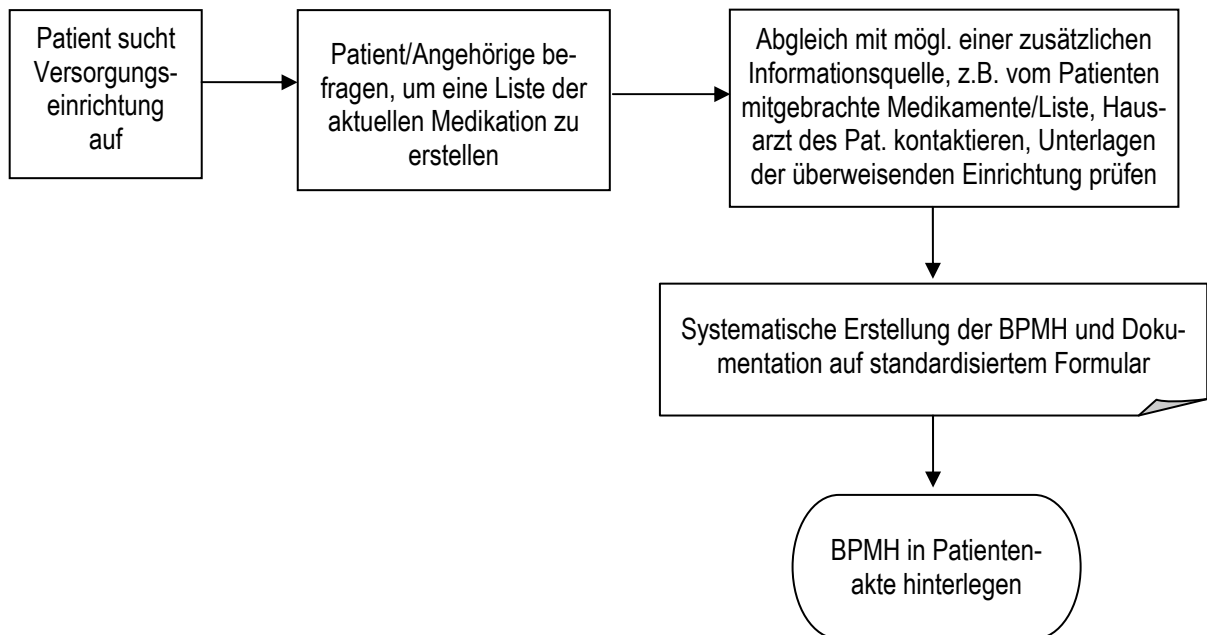 Patient sucht
Versorgungs-
einrichtung
auf
Patient/Angehörige be-
fragen, um eine Liste der
aktuellen Medikation zu
erstellen
Abgleich mit mögl. einer zusätzlichen
Informationsquelle, z.B. vom Patienten
mitgebrachte Medikamente/Liste, Haus-
arzt des Pat. kontaktieren, Unterlagen
der überweisenden Einrichtung prüfen
Systematische Erstellung der BPMH und Doku-
mentation auf standardisiertem Formular
BPMH in Patienten-
akte hinterlegen